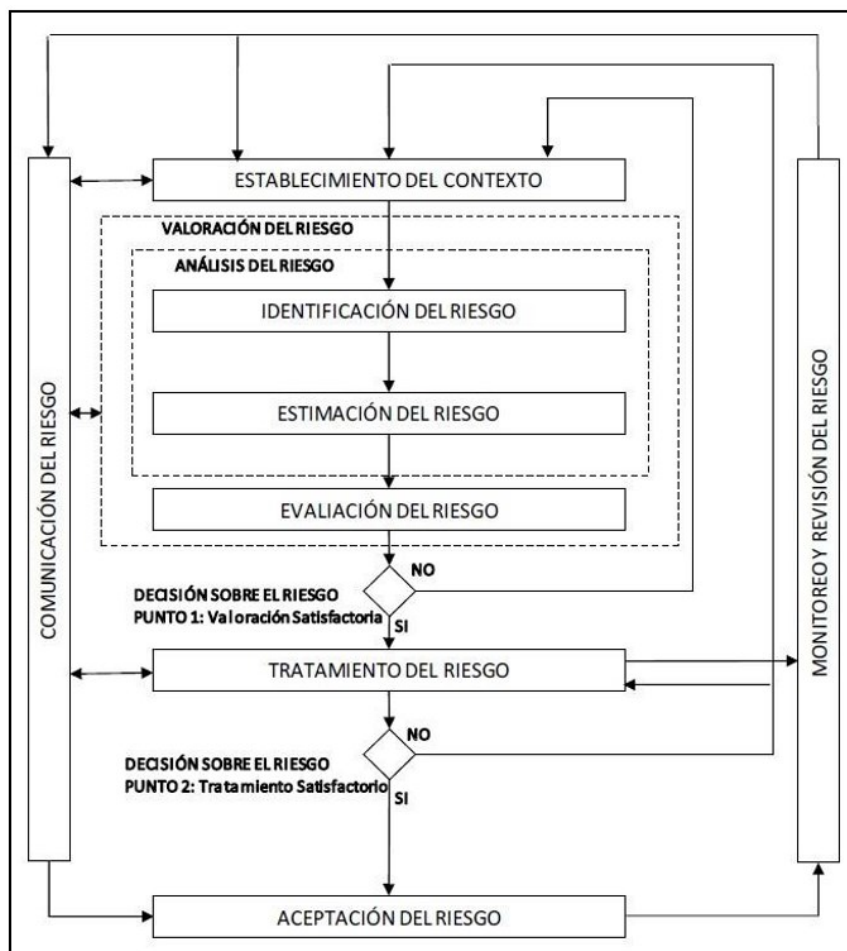 ESTABLECIMIENTO DEL CONTEXTO
VALORACIÓN DEL RIESGO
ANÁLISIS DEL RIESGO
IDENTIFICACIÓN DEL RIESGO
ESTIMACIÓN DEL RIESGO
EVALIACIÓN DEL RIESGO
NO
DECISIÓN SOBRE EL RIESGO
PUNTO 1: Valoración Satisfactoria
SI
TRATAMIENTO DEL RIESGO
NO
DECISIÓN SOBRE EL RIESGO
PUNTO 2: Tratamiento Satisfactorio
SI
ACEPTACIÓN DEL RIESGO
COMUNICACIÓN DEL RIESGO
MONITOREO Y REVISIÓN DEL RIESGO